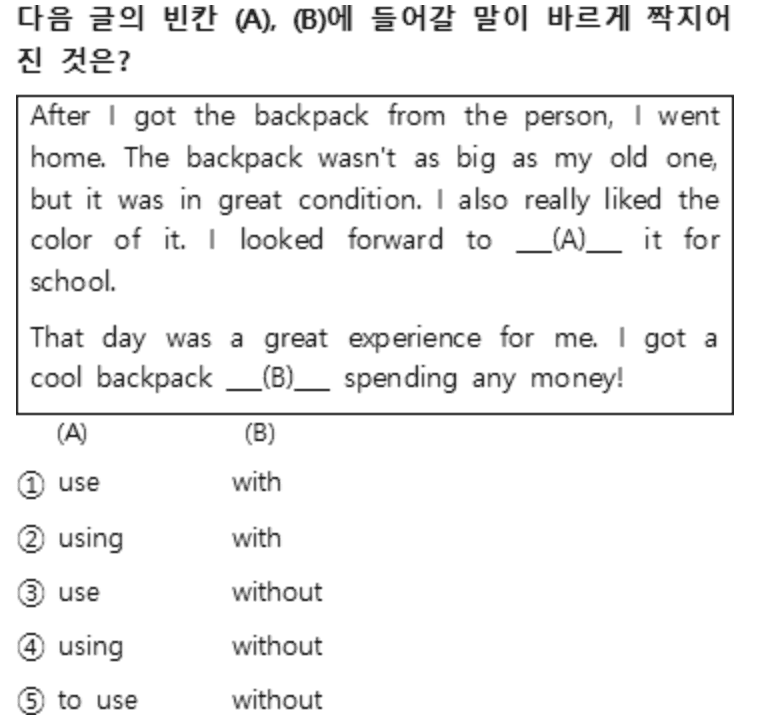 다음 글의 빈칸 (A), (B)에 들어갈 말이 바르게 짝지어
진 것은?
After I got the backpack from the person, I went
home. The backpack wasn't as big as my old one,
but it was in great condition. I also really liked the
color of it. I looked forward to __(A)__ it for
school.
That day was a great experience for me. I got a
cool backpack __(B)__ spending any money!
(A) (B)
① use with
② using with
③ use without
④ using without
⑤ to use without